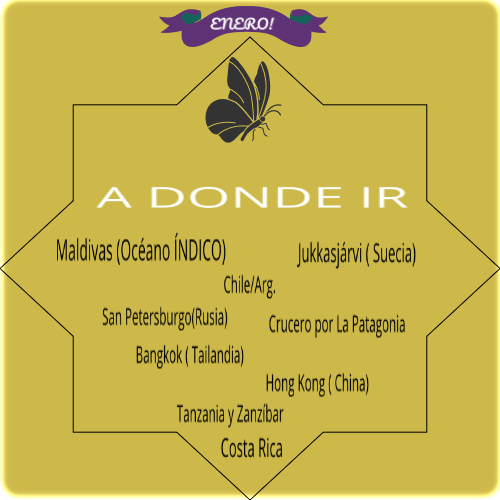 ENERO!
A DONDE IR
Maldivas (Océano ÍNDICO)
Jukkasjárvi ( Suecia)
Chile/Arg.
San Petersburgo(Rusia)
Crucero por La Patagonia
Bangkok ( Tailandia)
Hong Kong ( China)
Tanzania y Zanzíbar
Costa Rica